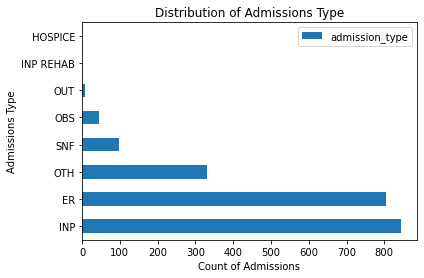 Distribution of Admissions Type
admission_type
HOSPICE
INP REHAB
OUT
OBS
SNF
OTH
ER
INP
Admissions Type
0 100 200 300 400 500 600 700 800
Count of Admissions